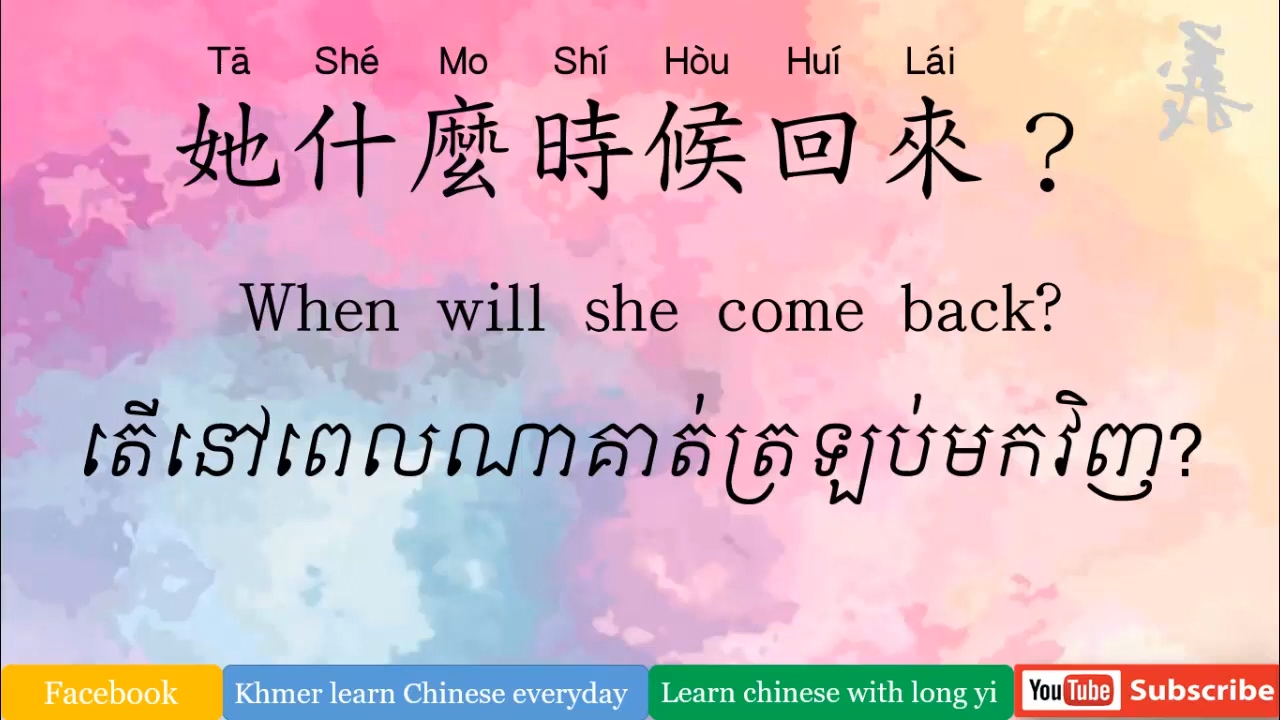 Tā Shé Mo Shí Hòu Huí Lái
她什麼時候回來？
When will she come back?
តើនៅពេលណាគាត់ត្រឡប់មកវិញ?
Facebook Khmer learn Chinese everyday Learn chinese with long yi YouTube Subscribe